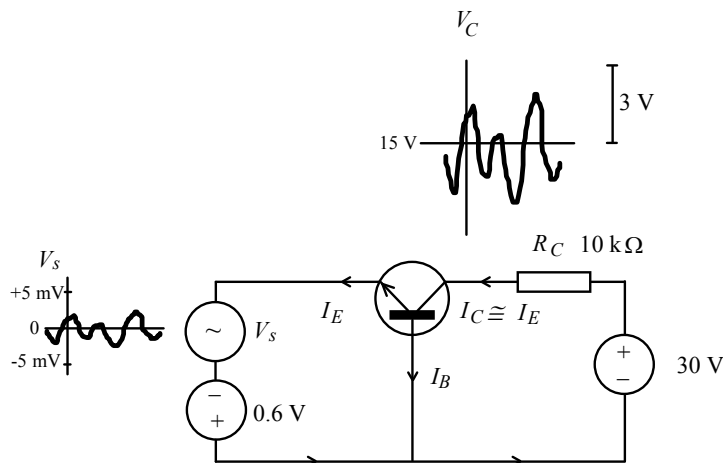 V_C
3 V
15 V
R_C 10 kΩ
V_s
+5 mV
0
-5 mV
I_E
I_C ≅ I_E
~
V_s
I_B
+
−
30 V
−
+
0.6 V